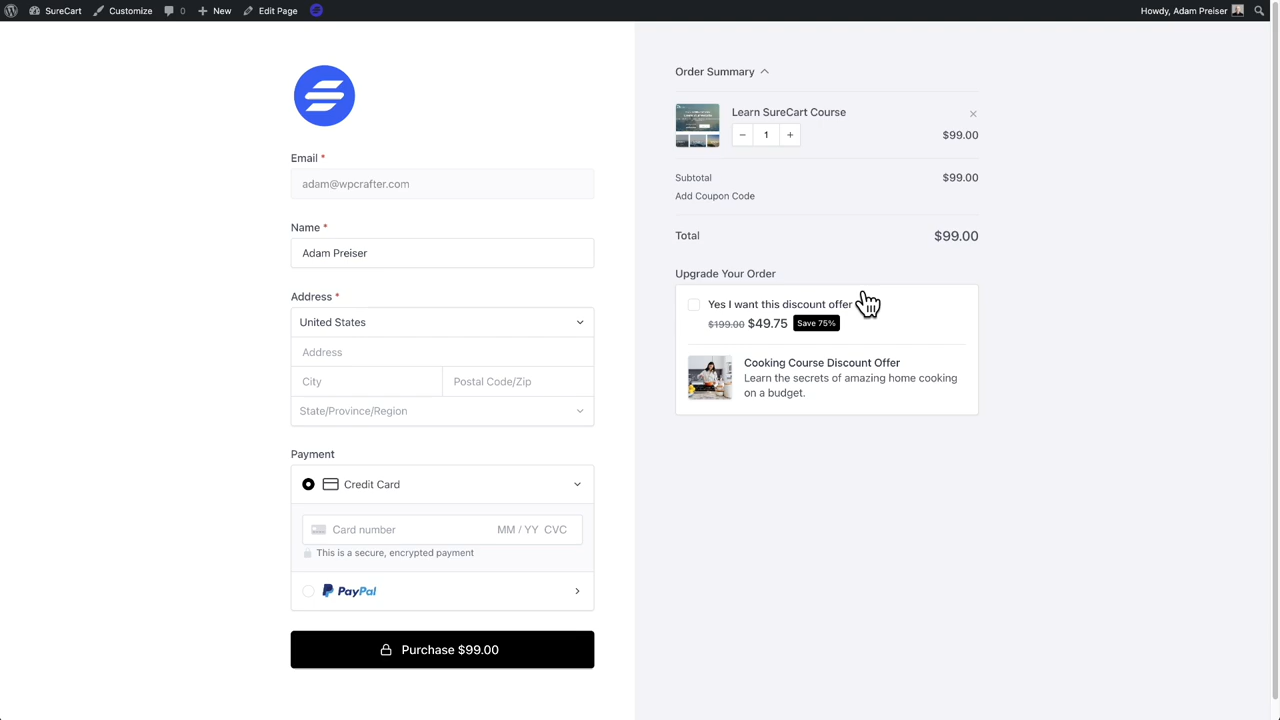 SureCart Customize 0 New Edit Page Howdy, Adam Preiser
Email *
adam@wpcrafter.com
Name *
Adam Preiser
Address *
United States
Address
City Postal Code/Zip
State/Province/Region
Payment
Credit Card
Card number MM / YY CVC
This is a secure, encrypted payment
PayPal
Purchase $99.00
Order Summary
Learn SureCart Course
− 1 + $99.00
Subtotal $99.00
Add Coupon Code
Total $99.00
Upgrade Your Order
Yes I want this discount offer
$199.00 $49.75 Save 75%
Cooking Course Discount Offer
Learn the secrets of amazing home cooking
on a budget.